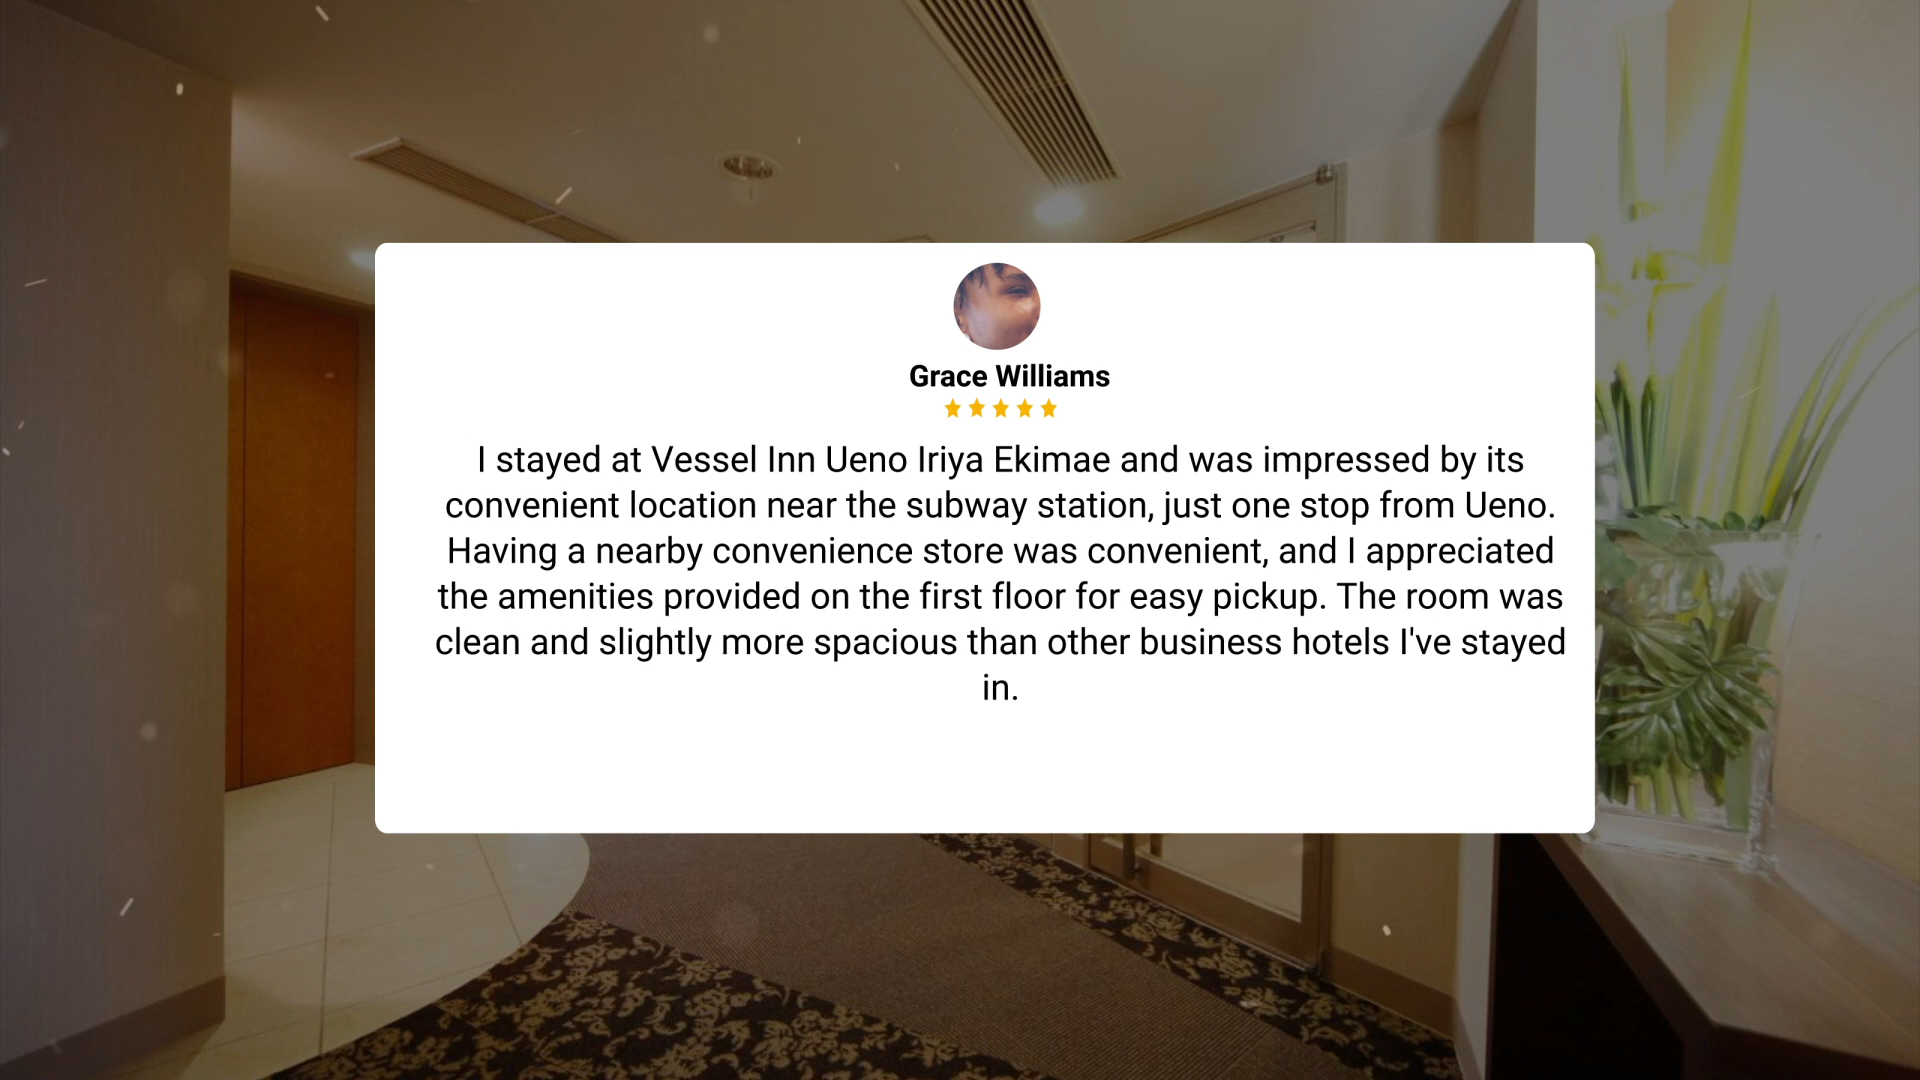 Grace Williams
I stayed at Vessel Inn Ueno Iriya Ekimae and was impressed by its
convenient location near the subway station, just one stop from Ueno.
Having a nearby convenience store was convenient, and I appreciated
the amenities provided on the first floor for easy pickup. The room was
clean and slightly more spacious than other business hotels I've stayed
in.